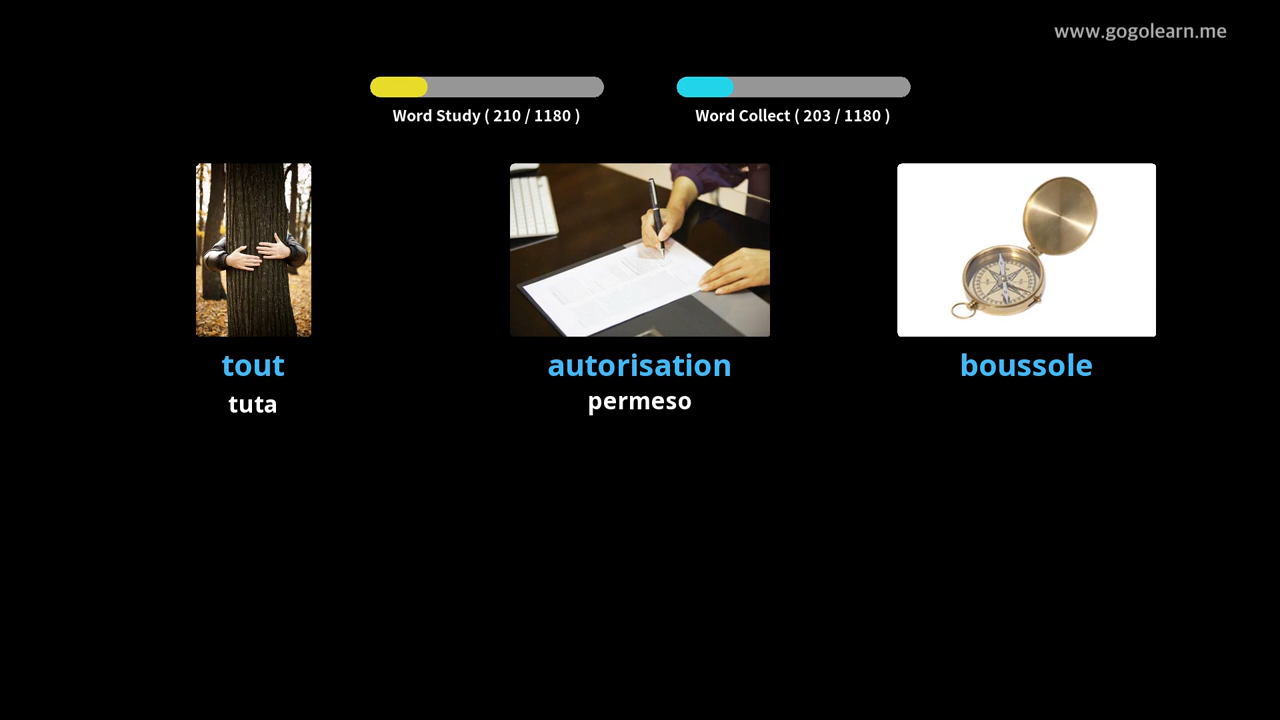 www.gogolearn.me
Word Study ( 210 / 1180 )
Word Collect ( 203 / 1180 )
tout
tuta
autorisation
permeso
boussole